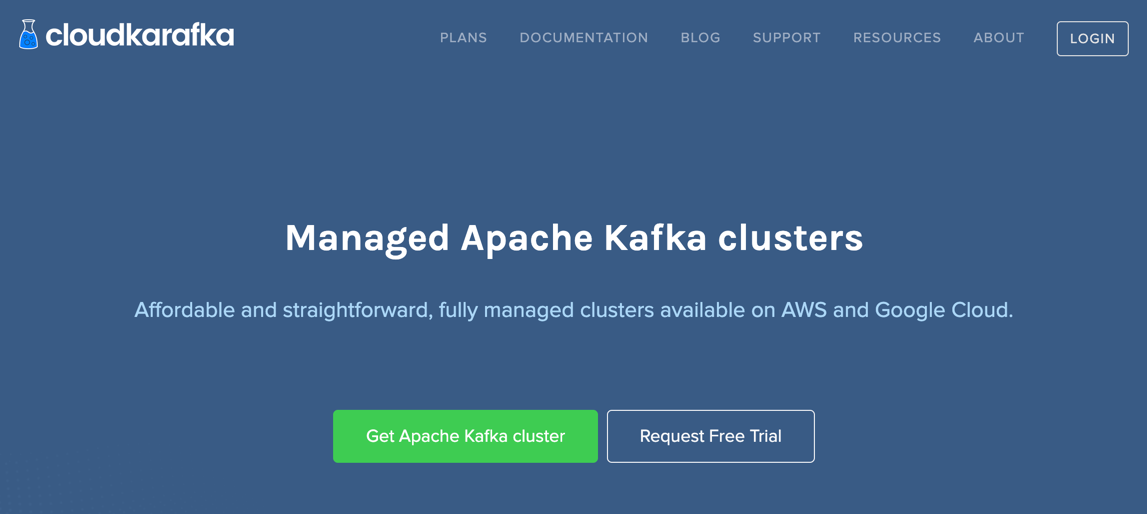 cloudkarafka
PLANS DOCUMENTATION BLOG SUPPORT RESOURCES ABOUT LOGIN
Managed Apache Kafka clusters
Affordable and straightforward, fully managed clusters available on AWS and Google Cloud.
Get Apache Kafka cluster Request Free Trial